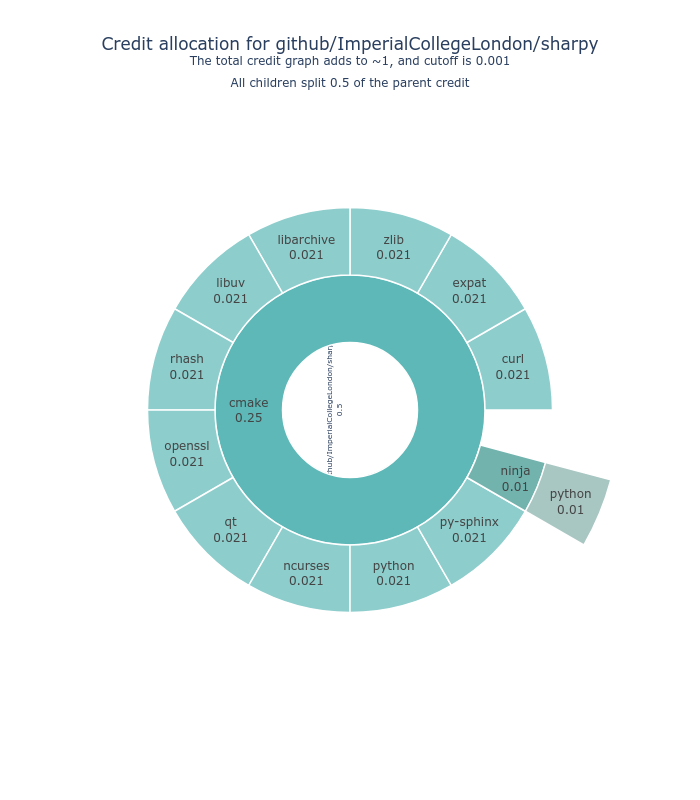 Credit allocation for github/ImperialCollegeLondon/sharpy
The total credit graph adds to ~1, and cutoff is 0.001
All children split 0.5 of the parent credit
libarchive
0.021
zlib
0.021
libuv
0.021
expat
0.021
rhash
0.021
curl
0.021
cmake
0.25
hub/ImperialCollegeLondon/shar
0.5
openssl
0.021
ninja
0.01
python
0.01
qt
0.021
py-sphinx
0.021
ncurses
0.021
python
0.021